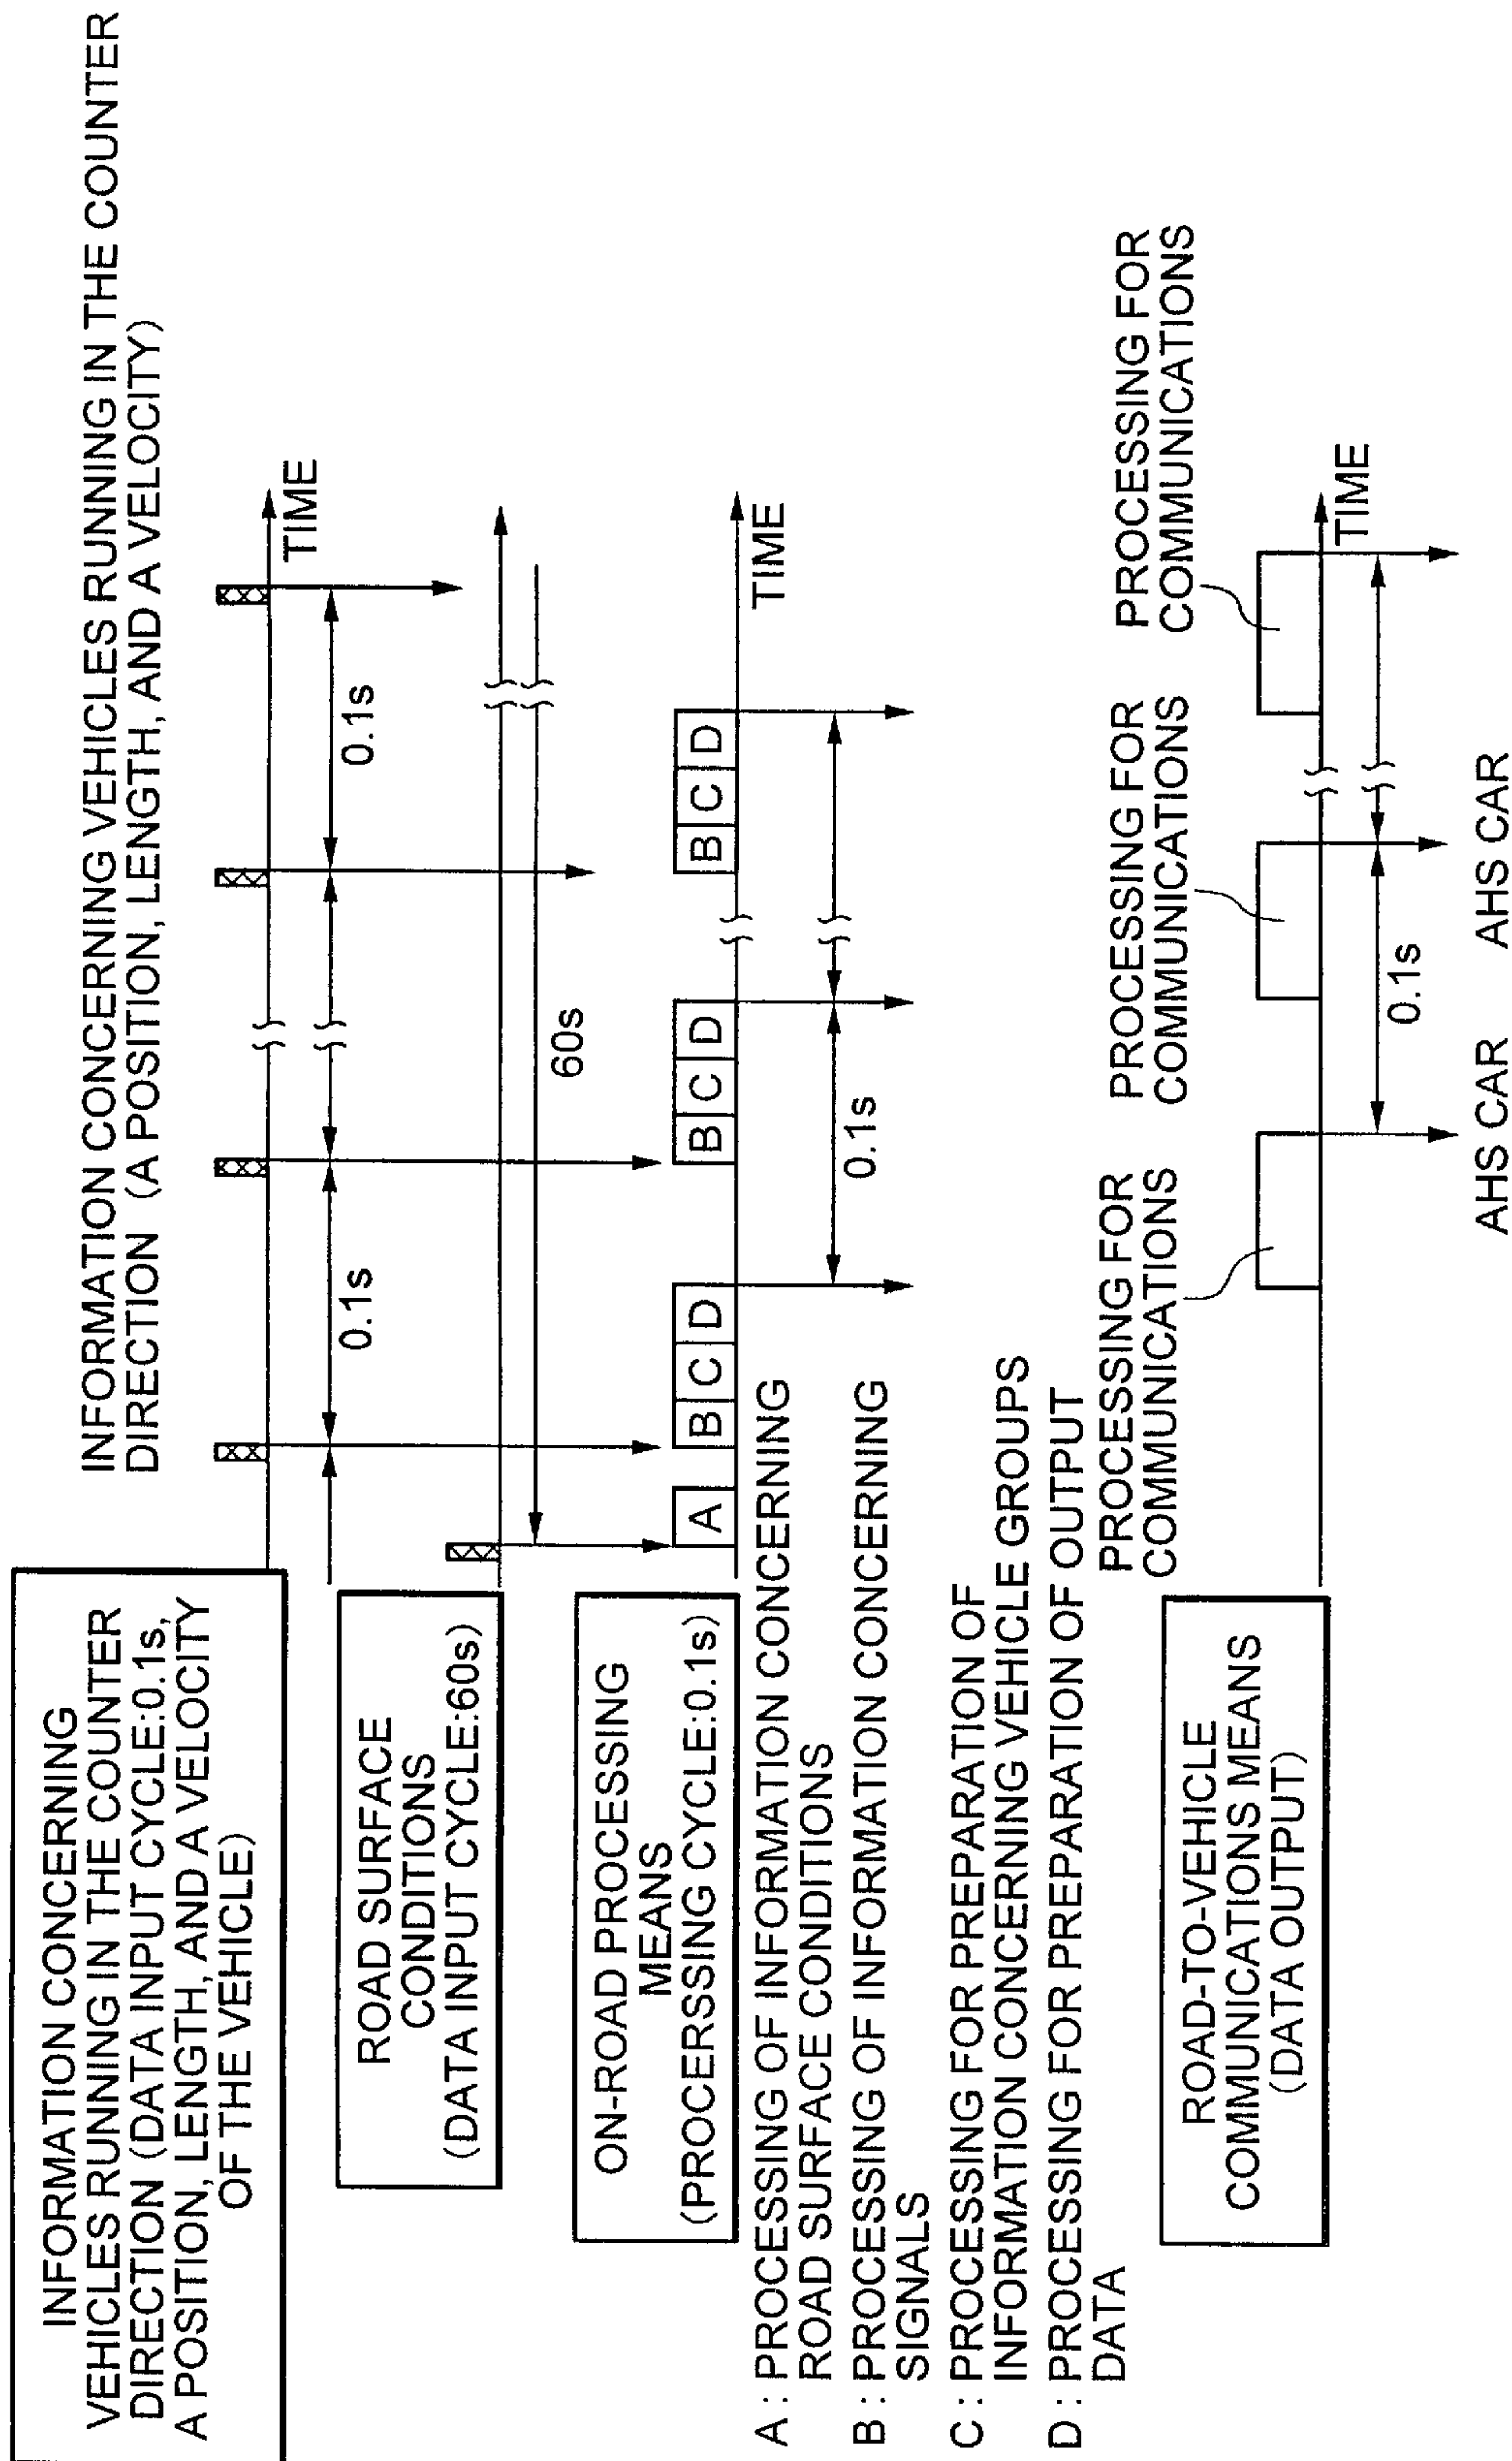 INFORMATION CONCERNING
VEHICLES RUNNING IN THE COUNTER
DIRECTION (DATA INPUT CYCLE:0.1s,
A POSITION, LENGTH, AND A VELOCITY
OF THE VEHICLE)
INFORMATION CONCERNING VEHICLES RUNNING IN THE COUNTER
DIRECTION (A POSITION, LENGTH, AND A VELOCITY)
TIME
0.1s
0.1s
ROAD SURFACE
CONDITIONS
(DATA INPUT CYCLE:60s)
60s
ON-ROAD PROCESSING
MEANS
(PROCERSSING CYCLE:0.1s)
A
B C D
B C D
B C D
TIME
0.1s
A : PROCESSING OF INFORMATION CONCERNING
ROAD SURFACE CONDITIONS
B : PROCESSING OF INFORMATION CONCERNING
SIGNALS
C : PROCESSING FOR PREPARATION OF
INFORMATION CONCERNING VEHICLE GROUPS
D : PROCESSING FOR PREPARATION OF OUTPUT
DATA
ROAD-TO-VEHICLE
COMMUNICATIONS MEANS
(DATA OUTPUT)
PROCESSING FOR
COMMUNICATIONS
PROCESSING FOR
COMMUNICATIONS
PROCESSING FOR
COMMUNICATIONS
TIME
0.1s
AHS CAR
AHS CAR